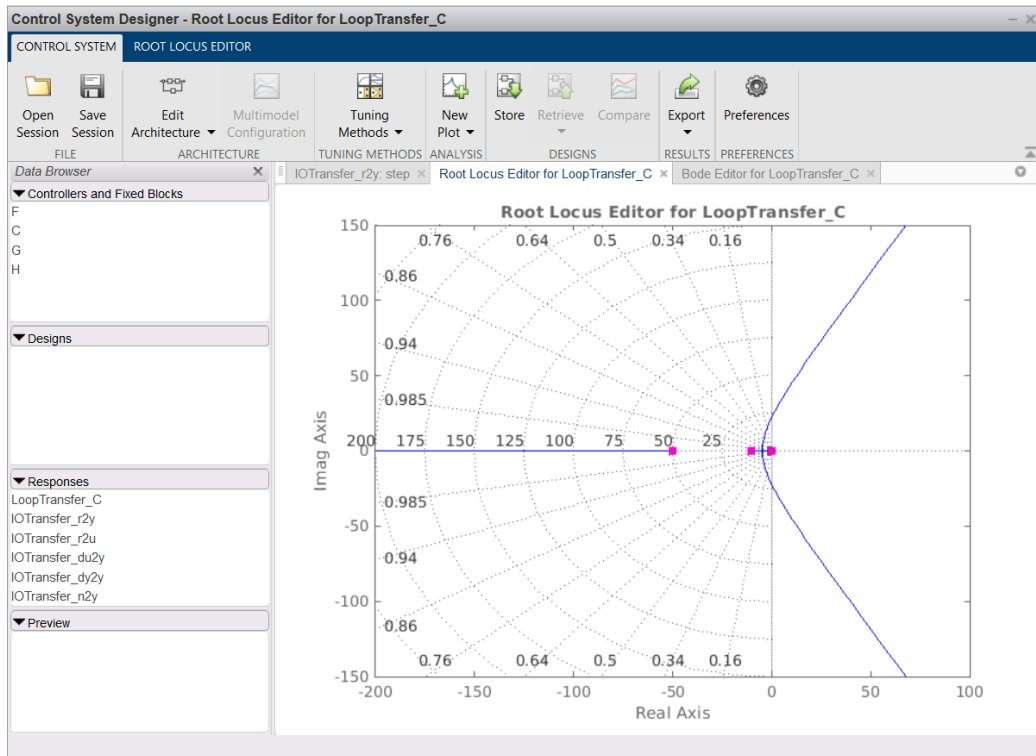 Control System Designer - Root Locus Editor for LoopTransfer_C
CONTROL SYSTEM ROOT LOCUS EDITOR
Open Session
Save Session
Edit Architecture
Multimodel Configuration
Tuning Methods
New Plot
Store
Retrieve
Compare
Export
Preferences
FILE ARCHITECTURE TUNING METHODS ANALYSIS DESIGNS RESULTS PREFERENCES
Data Browser
Controllers and Fixed Blocks
F
C
G
H
Designs
Responses
LoopTransfer_C
IOTransfer_r2y
IOTransfer_r2u
IOTransfer_du2y
IOTransfer_dy2y
IOTransfer_n2y
Preview
IOTransfer_r2y: step Root Locus Editor for LoopTransfer_C Bode Editor for LoopTransfer_C
Root Locus Editor for LoopTransfer_C
150
0.76 0.64 0.5 0.34 0.16
0.86
100
0.94
50
0.985
200 175 150 125 100 75 50 25
0
0.985
-50
0.94
-100
0.86
0.76 0.64 0.5 0.34 0.16
-150
-200 -150 -100 -50 0 50 100
Imag Axis
Real Axis